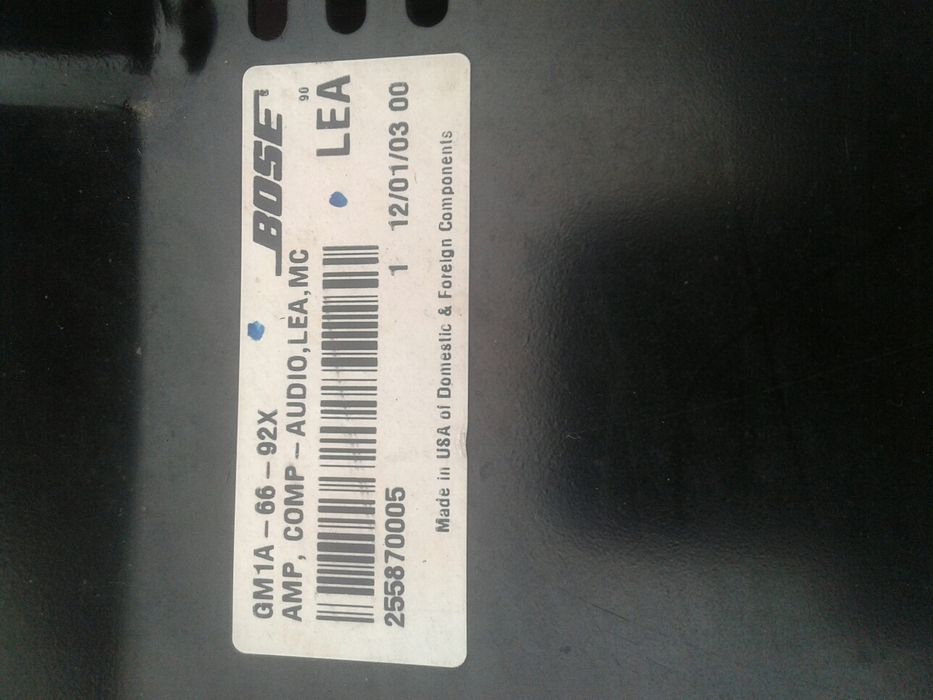 GM1A-66-92X
BOSE
AMP, COMP-AUDIO,LEA,MC
90
LEA
255870005
1
12/01/03 00
Made in USA of Domestic & Foreign Components